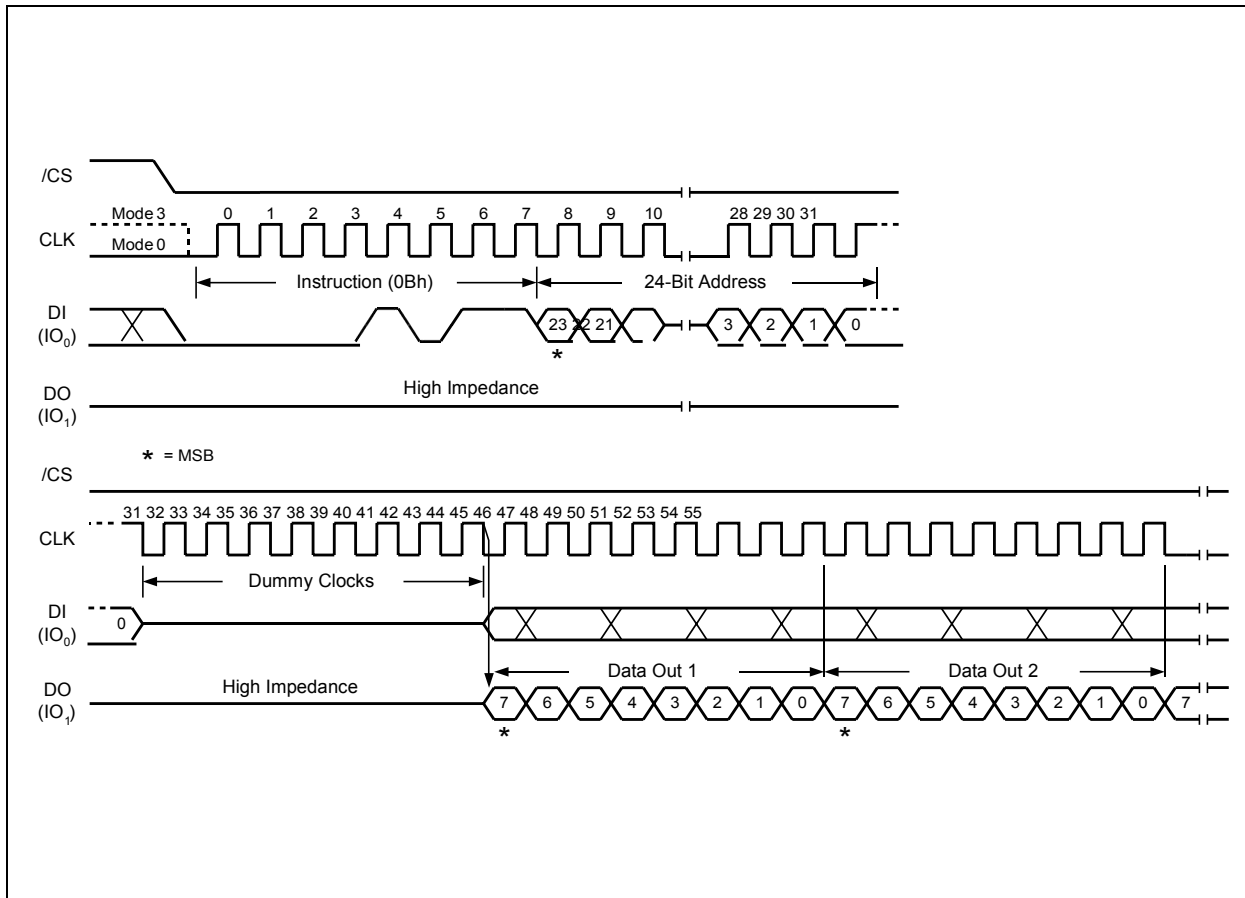 /CS
Mode 3 0 1 2 3 4 5 6 7 8 9 10 28 29 30 31
CLK
Mode 0
Instruction (0Bh) 24-Bit Address
DI
(IO0)
23 22 21 3 2 1 0
*
High Impedance
DO
(IO1)
* = MSB
/CS
31 32 33 34 35 36 37 38 39 40 41 42 43 44 45 46 47 48 49 50 51 52 53 54 55
CLK
Dummy Clocks
DI
(IO0)
0
Data Out 1 Data Out 2
High Impedance
DO
(IO1)
7 6 5 4 3 2 1 0 7 6 5 4 3 2 1 0 7
* *